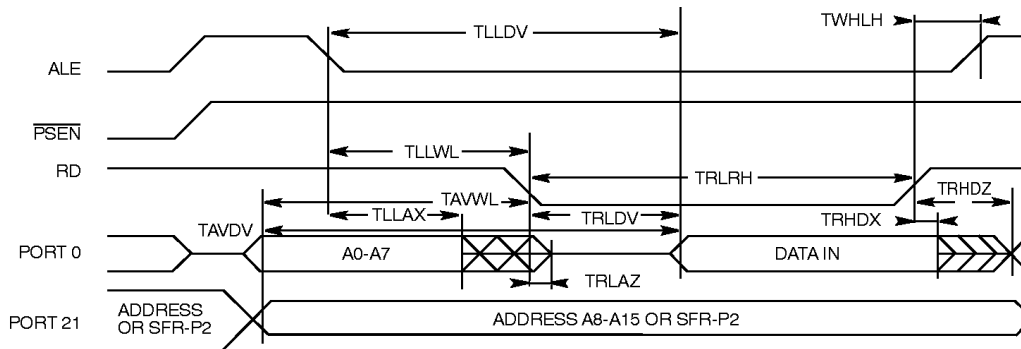 TWHLH
TLLDV
ALE
PSEN
TLLWL
RD
TRLRH
TAVWL
TRHDZ
TLLAX
TRLDV
TRHDX
TAVDV
PORT 0
A0-A7
DATA IN
TRLAZ
ADDRESS
OR SFR-P2
PORT 21
ADDRESS A8-A15 OR SFR-P2